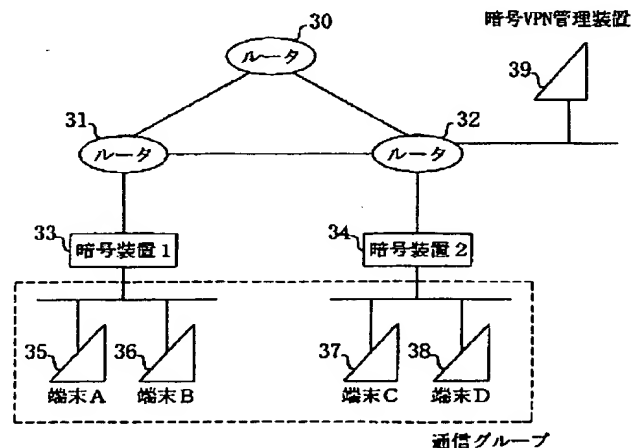 30
ルータ
暗号VPN管理装置
39
31
ルータ
32
ルータ
33
暗号装置1
34
暗号装置2
35
端末A
36
端末B
37
端末C
38
端末D
通信グループ